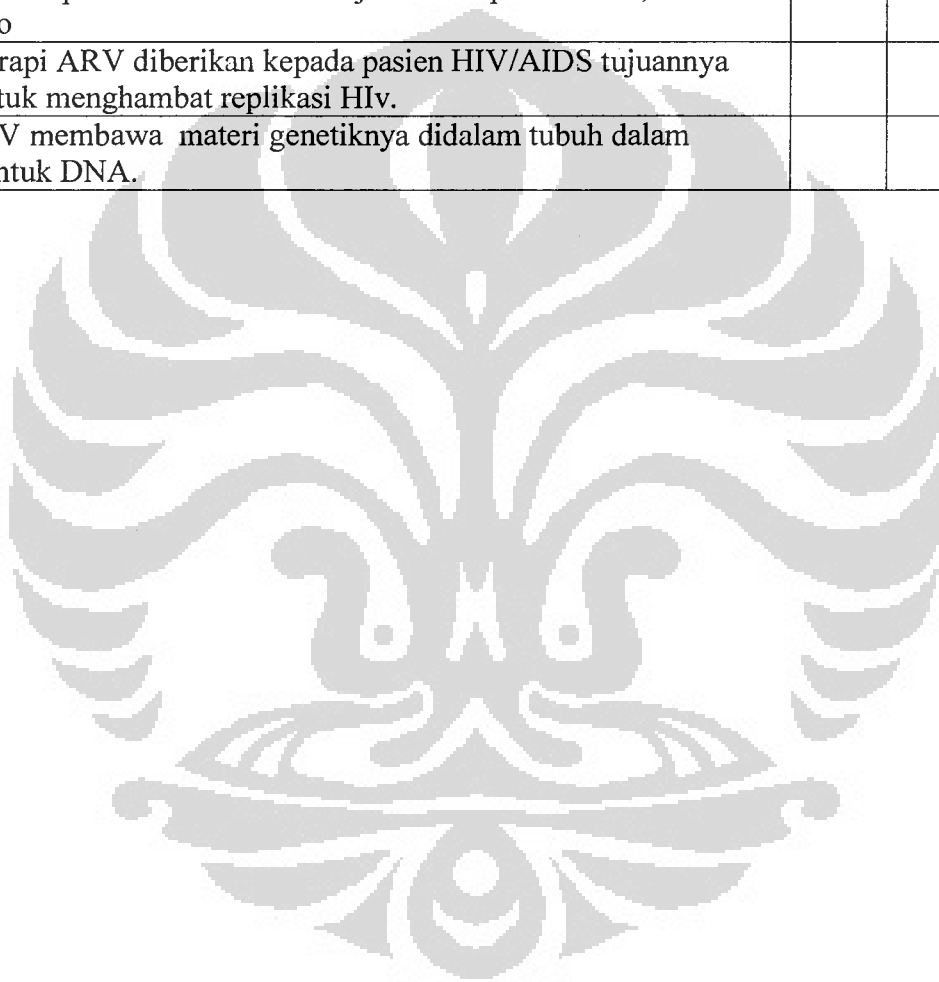 o
rapi ARV diberikan kepada pasien HIV/AIDS tujuannya
tuk menghambat replikasi HIv.
V membawa materi genetiknya didalam tubuh dalam
ntuk DNA.